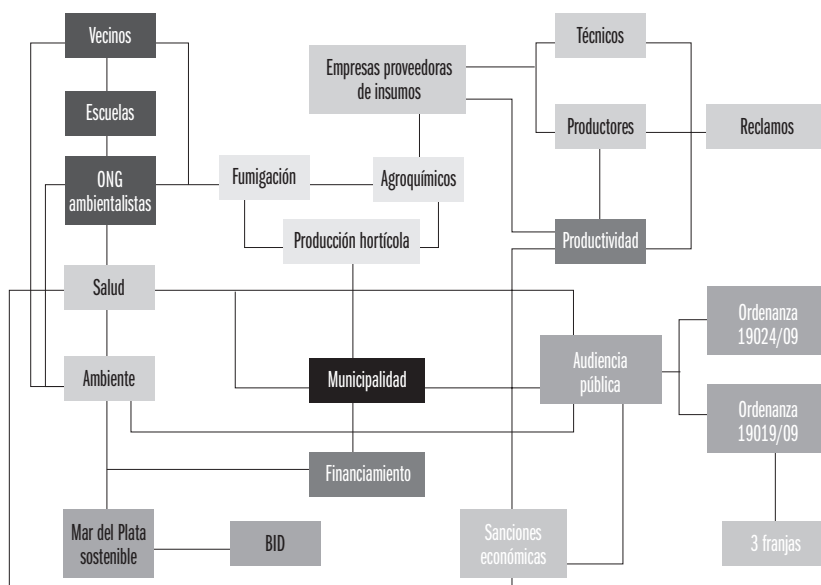 Vecinos
Técnicos
Empresas proveedoras
de insumos
Escuelas
Productores
Reclamos
ONG
ambientalistas
Fumigación
Agroquímicos
Producción hortícola
Productividad
Salud
Ordenanza
19024/09
Ambiente
Municipalidad
Audiencia
pública
Ordenanza
19019/09
Financiamiento
Mar del Plata
sostenible
BID
Sanciones
económicas
3 franjas